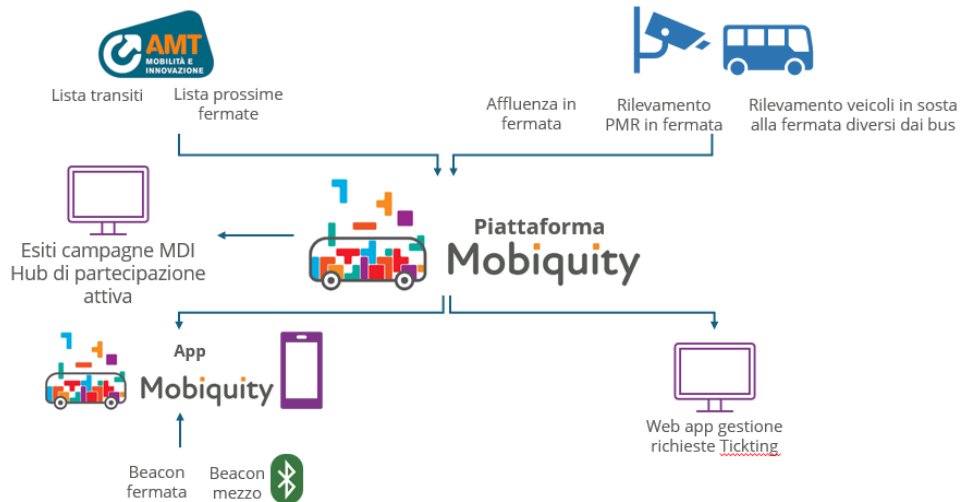 AMT
MOBILITÀ E
INNOVAZIONE
Lista transiti
Lista prossime
fermate
Affluenza in
fermata
Rilevamento
PMR in fermata
Rilevamento veicoli in sosta
alla fermata diversi dai bus
Piattaforma
Mobiquity
Esiti campagne MDI
Hub di partecipazione
attiva
App
Mobiquity
Web app gestione
richieste Tickting
Beacon
fermata
Beacon
mezzo